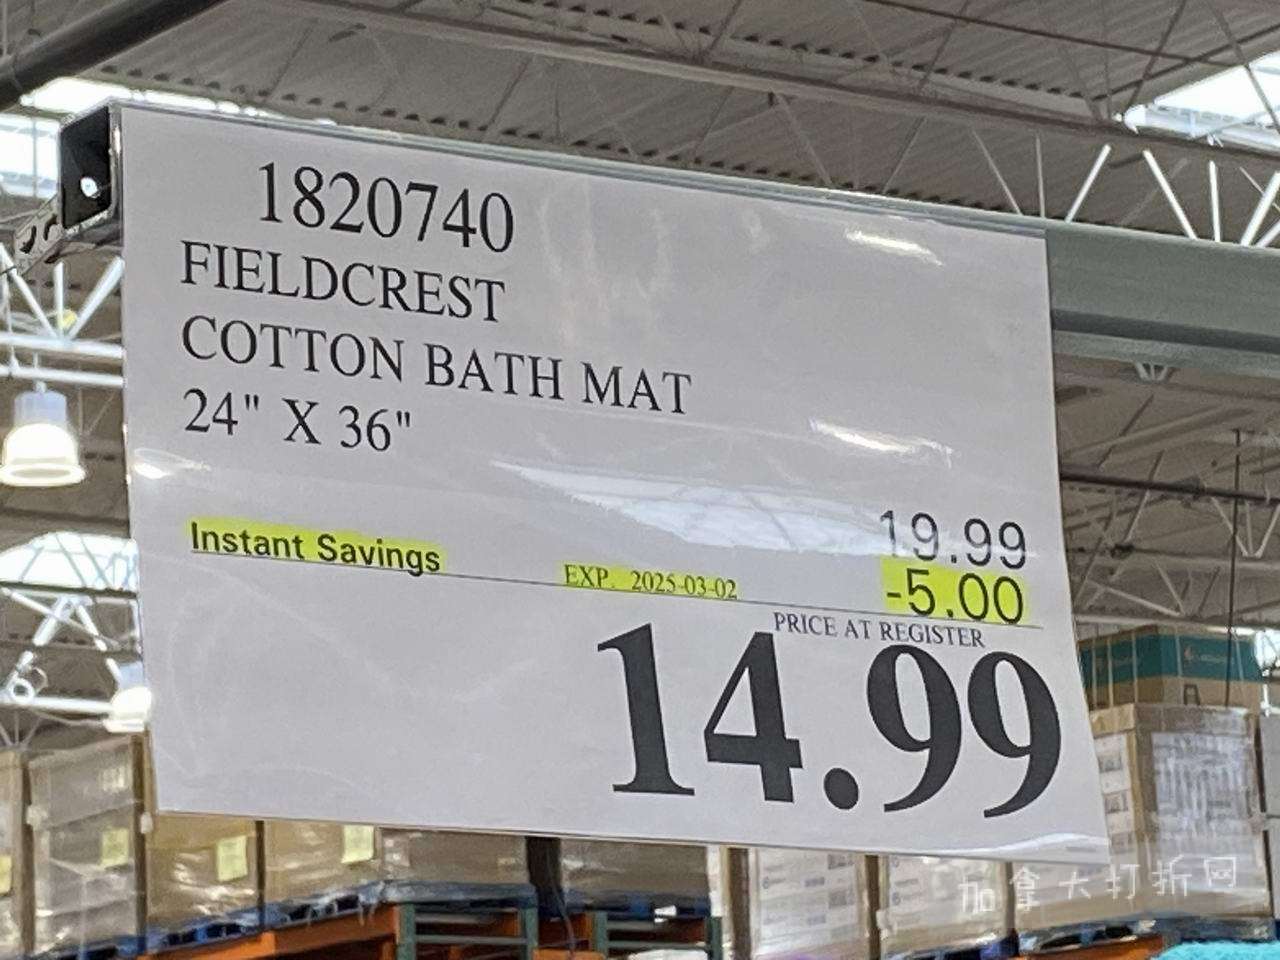 1820740
FIELDCREST
COTTON BATH MAT
24" X 36"
19.99
Instant Savings EXP. 2025-03-02 -5.00
PRICE AT REGISTER
14.99
加拿大打折网